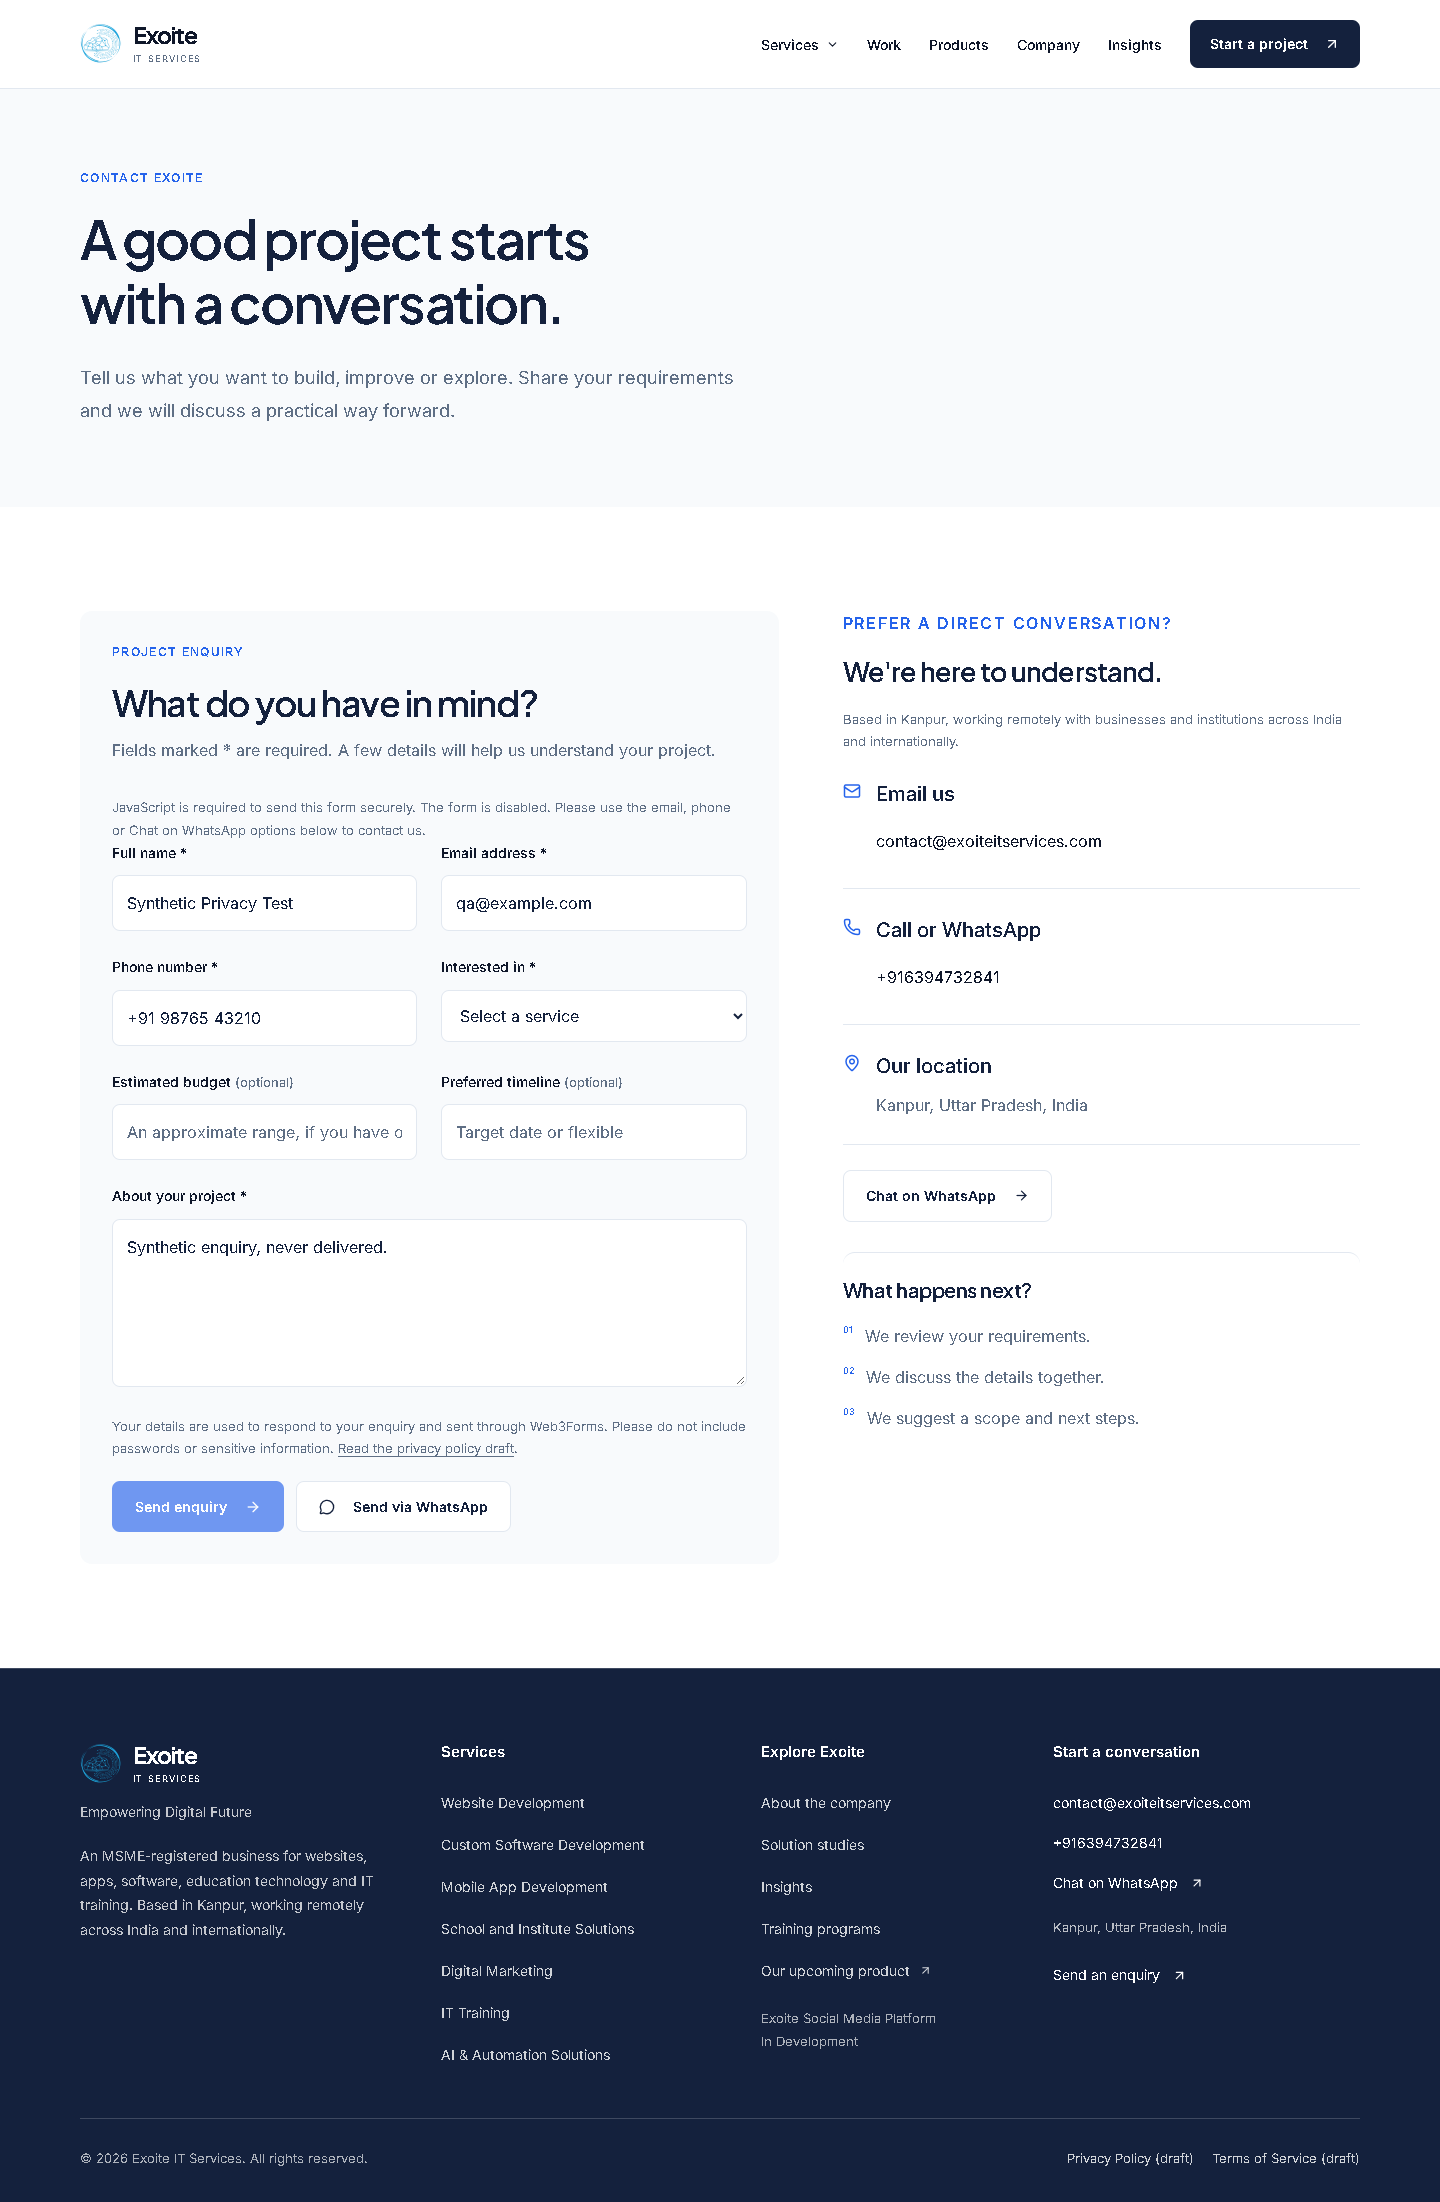 Exoite
IT SERVICES
Services
Work
Products
Company
Insights
Start a project
CONTACT EXOITE
A good project starts
with a conversation.
Tell us what you want to build, improve or explore. Share your requirements
and we will discuss a practical way forward.
PROJECT ENQUIRY
What do you have in mind?
Fields marked * are required. A few details will help us understand your project.
JavaScript is required to send this form securely. The form is disabled. Please use the email, phone
or Chat on WhatsApp options below to contact us.
Full name *
Email address *
Synthetic Privacy Test
qa@example.com
Phone number *
Interested in *
+91 98765 43210
Select a service
Estimated budget (optional)
Preferred timeline (optional)
An approximate range, if you have o
Target date or flexible
About your project *
Synthetic enquiry, never delivered.
Your details are used to respond to your enquiry and sent through Web3Forms. Please do not include
passwords or sensitive information. Read the privacy policy draft.
Send enquiry
Send via WhatsApp
PREFER A DIRECT CONVERSATION?
We're here to understand.
Based in Kanpur, working remotely with businesses and institutions across India
and internationally.
Email us
contact@exoiteitservices.com
Call or WhatsApp
+916394732841
Our location
Kanpur, Uttar Pradesh, India
Chat on WhatsApp
What happens next?
01 We review your requirements.
02 We discuss the details together.
03 We suggest a scope and next steps.
Exoite
IT SERVICES
Empowering Digital Future
An MSME-registered business for websites,
apps, software, education technology and IT
training. Based in Kanpur, working remotely
across India and internationally.
Services
Website Development
Custom Software Development
Mobile App Development
School and Institute Solutions
Digital Marketing
IT Training
AI & Automation Solutions
Explore Exoite
About the company
Solution studies
Insights
Training programs
Our upcoming product
Exoite Social Media Platform
In Development
Start a conversation
contact@exoiteitservices.com
+916394732841
Chat on WhatsApp
Kanpur, Uttar Pradesh, India
Send an enquiry
© 2026 Exoite IT Services. All rights reserved.
Privacy Policy (draft)
Terms of Service (draft)